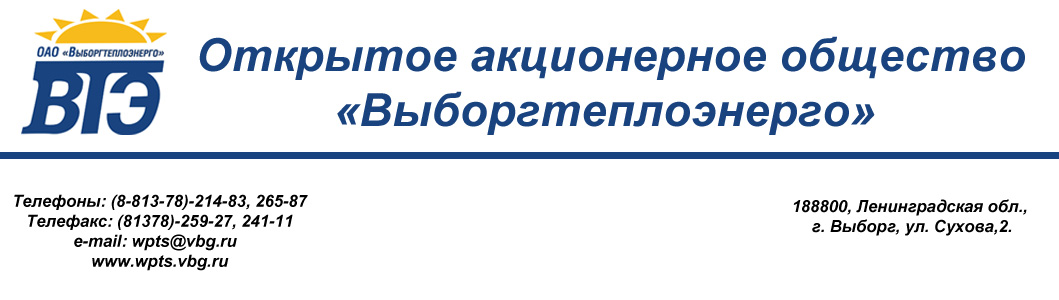 ОАО «ВЫБОРГТЕПЛОЭНЕРГО»
ВТЭ
Открытое акционерное общество
«Выборгтеплоэнерго»
Телефоны: (8-813-78)-214-83, 265-87
Телефакс: (81378)-259-27, 241-11
e-mail: wpts@vbg.ru
www.wpts.vbg.ru
188800, Ленинградская обл.,
г. Выборг, ул. Сухова,2.